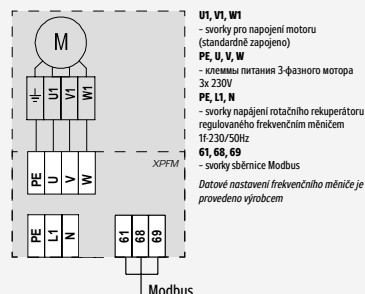 M
U1
V1
W1
XPFM
PE
U
V
W
PE
L1
N
61
68
69
Modbus
U1, V1, W1
– svorky pro napojení motoru
(standardně zapojeno)
PE, U, V, W
– клеммы питания 3-фазного мотора
3x 230V
PE, L1, N
– svorky napájení rotačního rekuperátoru
regulovaného frekvenčním měničem
1f-230/50Hz
61, 68, 69
– svorky sběrnice Modbus
Datové nastavení frekvenčního měniče je
provedeno výrobcem